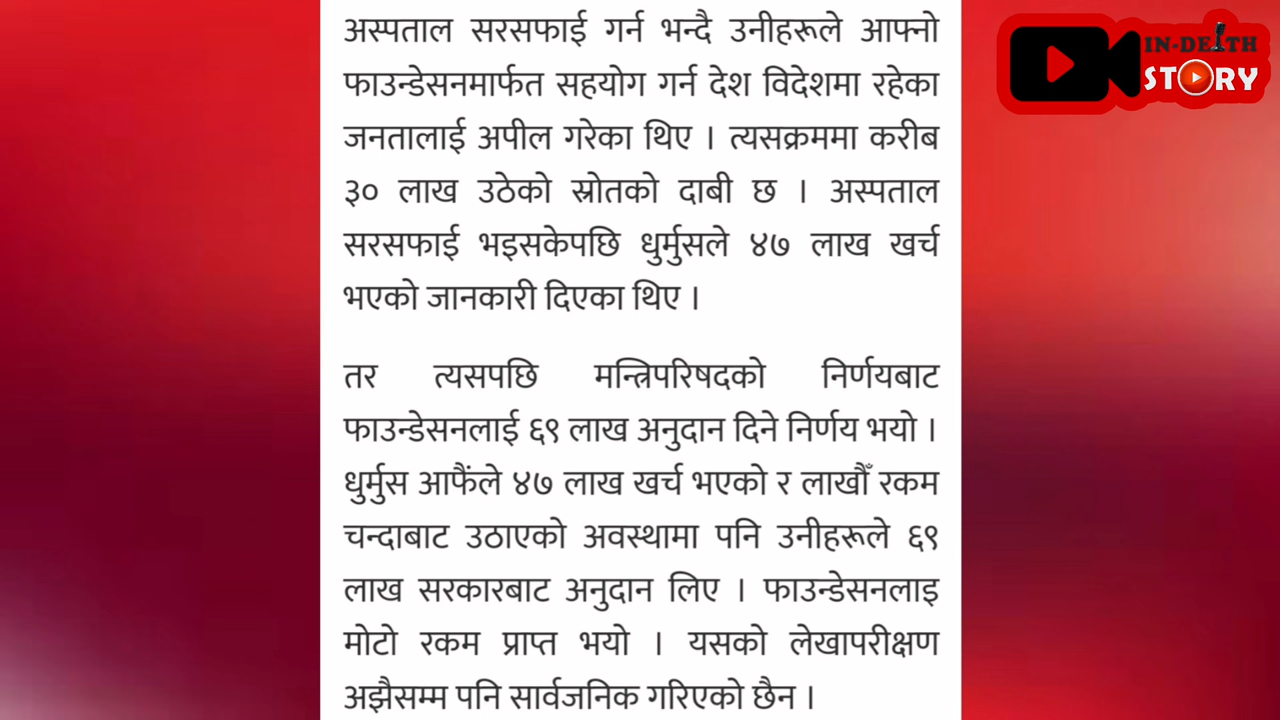 अस्पताल सरसफाई गर्न भन्दै उनीहरूले आफ्नो
फाउन्डेसनमार्फत सहयोग गर्न देश विदेशमा रहेका
जनतालाई अपील गरेका थिए ।  त्यसक्रममा करीब
३० लाख उठेको स्रोतको दाबी छ । अस्पताल
सरसफाई भइसकेपछि धुर्मुसले ४७ लाख खर्च
भएको जानकारी दिएका थिए ।
तर त्यसपछि मन्त्रिपरिषदको निर्णयबाट
फाउन्डेसनलाई ६९ लाख अनुदान दिने निर्णय भयो ।
धुर्मुस आफैंले ४७ लाख खर्च भएको र लाखौँ रकम
चन्दाबाट उठाएको अवस्थामा पनि उनीहरूले ६९
लाख सरकारबाट अनुदान लिए । फाउन्डेसनलाइ
मोटो रकम प्राप्त भयो । यसको लेखापरीक्षण
अझैसम्म पनि सार्वजनिक गरिएको छैन ।
IN-DEPTH
STORY